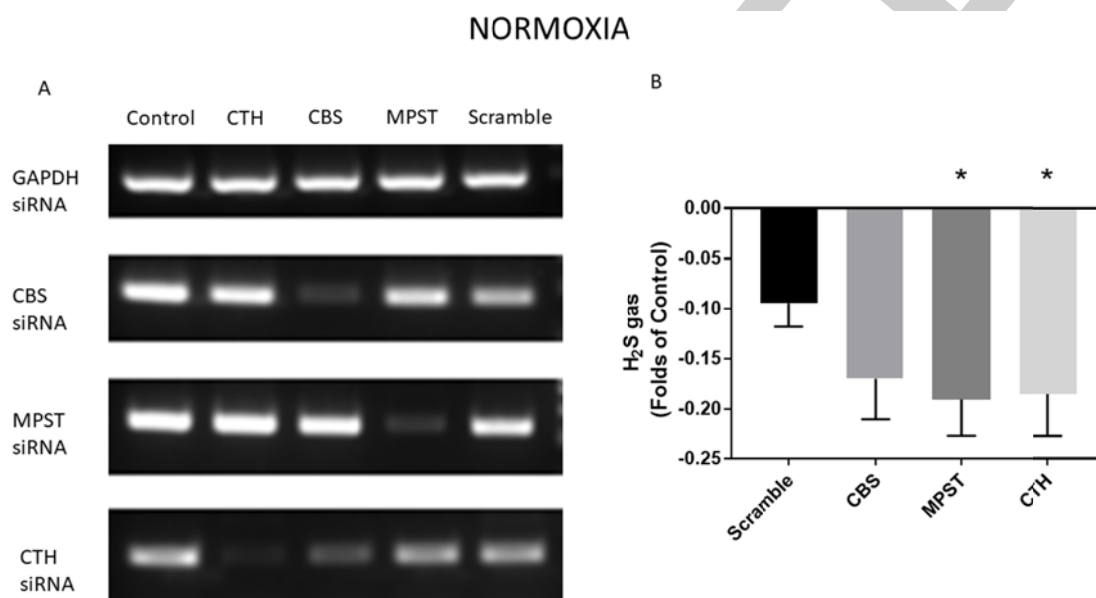 NORMOXIA
A
Control CTH CBS MPST Scramble
GAPDH
siRNA
CBS
siRNA
MPST
siRNA
CTH
siRNA
B
* *
0.00
-0.05
-0.10
-0.15
-0.20
-0.25
H₂S gas
(Folds of Control)
Scramble CBS MPST CTH